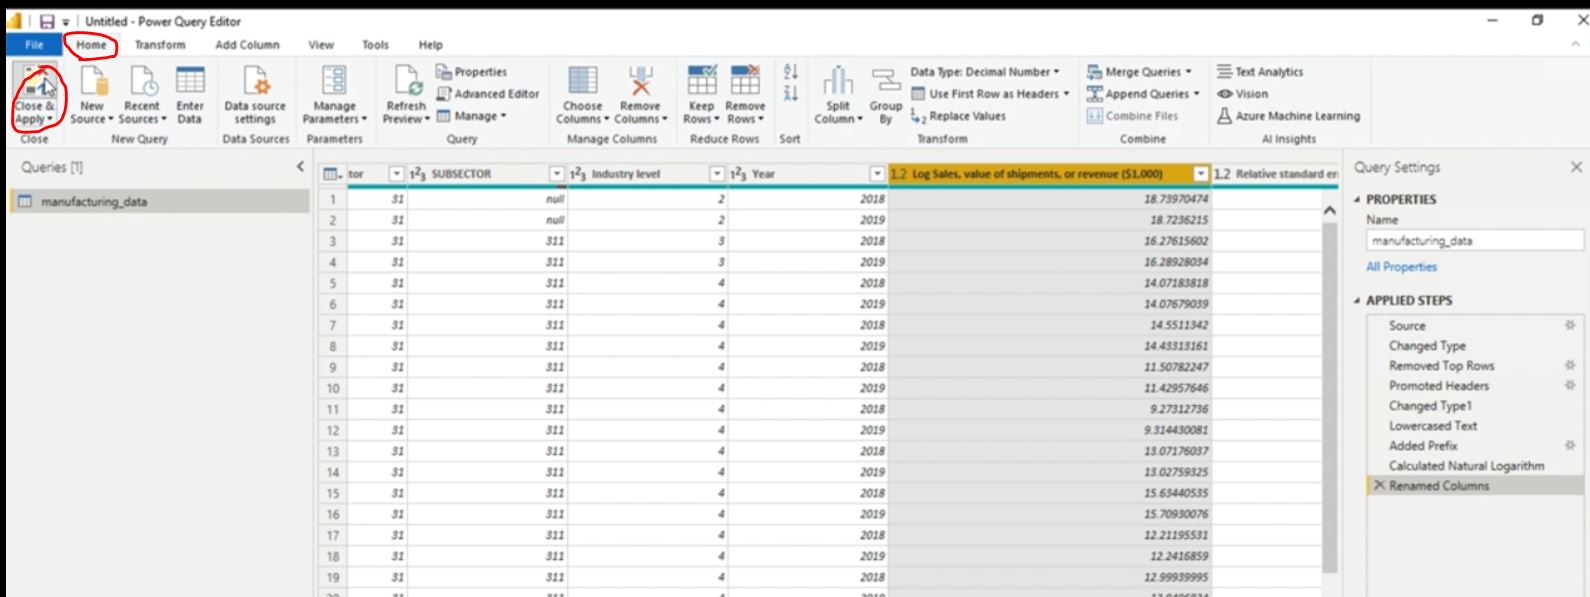 Untitled - Power Query Editor
File Home Transform Add Column View Tools Help
Close & Apply
New Source
Recent Sources
Enter Data
Data source settings
Manage Parameters
Refresh Preview
Properties
Advanced Editor
Manage
Choose Columns
Remove Columns
Keep Rows
Remove Rows
Split Column
Group By
Data Type: Decimal Number
Use First Row as Headers
Replace Values
Merge Queries
Append Queries
Combine Files
Text Analytics
Vision
Azure Machine Learning
Close New Query Data Sources Parameters Query Manage Columns Reduce Rows Sort Transform Combine AI Insights
Queries [1]
manufacturing_data
tor 1²3 SUBSECTOR 1²3 Industry level 1²3 Year 1.2 Log Sales, value of shipments, or revenue ($1,000) 1.2 Relative standard err
1 31 null 2 2018 18.73970474
2 31 null 2 2019 18.7236215
3 31 311 3 2018 16.27615602
4 31 311 3 2019 16.28928034
5 31 311 4 2018 14.07183818
6 31 311 4 2019 14.07679039
7 31 311 4 2018 14.5511342
8 31 311 4 2019 14.43313161
9 31 311 4 2018 11.50782247
10 31 311 4 2019 11.42957646
11 31 311 4 2018 9.27312736
12 31 311 4 2019 9.314430081
13 31 311 4 2018 13.07176037
14 31 311 4 2019 13.02759325
15 31 311 4 2018 15.63440535
16 31 311 4 2019 15.70930076
17 31 311 4 2018 12.21195531
18 31 311 4 2019 12.2416859
19 31 311 4 2018 12.99939995
Query Settings
PROPERTIES
Name
manufacturing_data
All Properties
APPLIED STEPS
Source
Changed Type
Removed Top Rows
Promoted Headers
Changed Type1
Lowercased Text
Added Prefix
Calculated Natural Logarithm
Renamed Columns